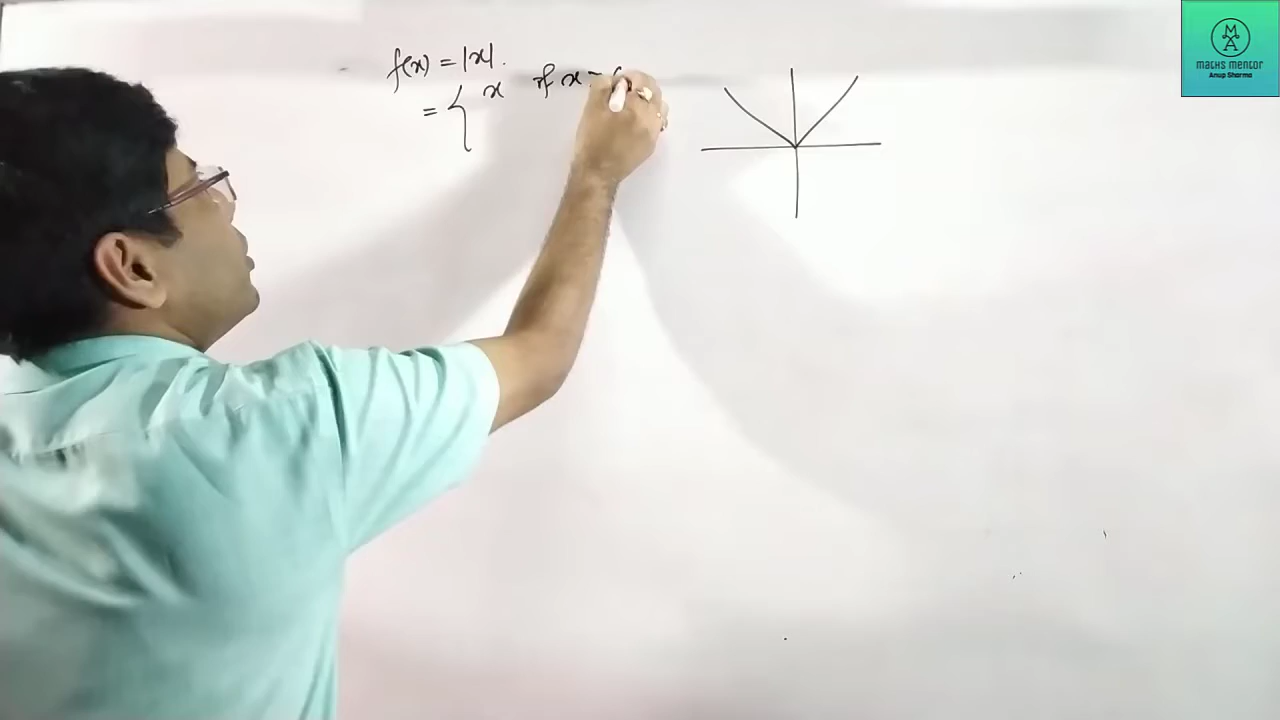 f(x) = |x|.
= { x if x
MATHS MENTOR
Anup Sharma